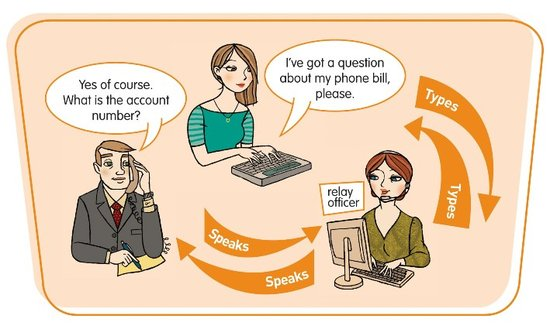 I've got a question
about my phone bill,
please.
Yes of course.
What is the account
number?
Types
Types
relay
officer
Speaks
Speaks